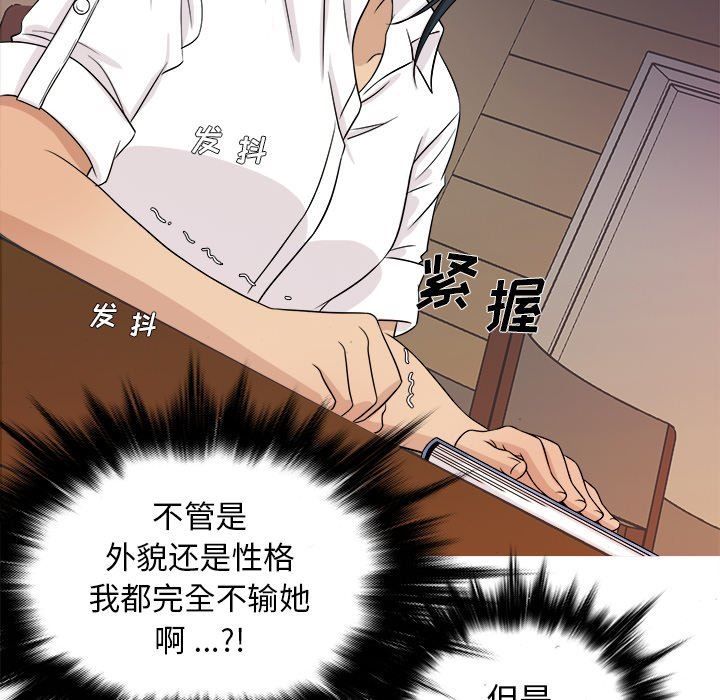 发抖
紧握
发抖
不管是
外貌还是性格
我都完全不输她
啊 ...?!
但是